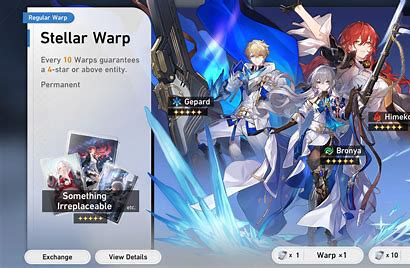 Regular Warp
Stellar Warp
Every 10 Warps guarantees
a 4-star or above entity.
Permanent
Gepard
Himeko
Bronya
Something
Irreplaceable
etc.
Exchange
View Details
x 1
Warp ×1
x 10